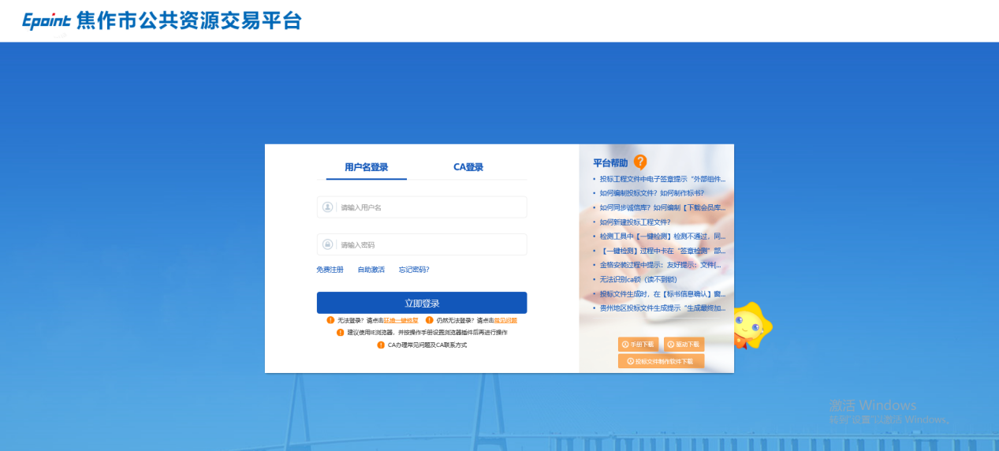 Epoint 焦作市公共资源交易平台
用户名登录 CA登录
请输入用户名
请输入密码
免费注册 自助激活 忘记密码?
立即登录
无法登录? 请点击环境一键修复 仍然无法登录? 请点击常见问题
建议使用IE浏览器，并按操作手册设置浏览器插件后再进行操作
CA办理常见问题及CA联系方式
平台帮助 ?
投标工程文件中电子签章提示“外部组件...
如何编制投标文件? 如何制作标书?
如何同步诚信库? 如何编制【下载会员库...
如何新建投标工程文件?
检测工具中【一键检测】检测不通过，同...
【一键检测】过程中卡在“签章检测”部...
金格安装过程中提示：友好提示：文件[...
无法识别ca锁（读不到锁）
投标文件生成时，在【标书信息确认】窗...
贵州地区投标文件生成提示“生成最终加...
手册下载 驱动下载
投标文件制作软件下载
激活 Windows
转到“设置”以激活 Windows。